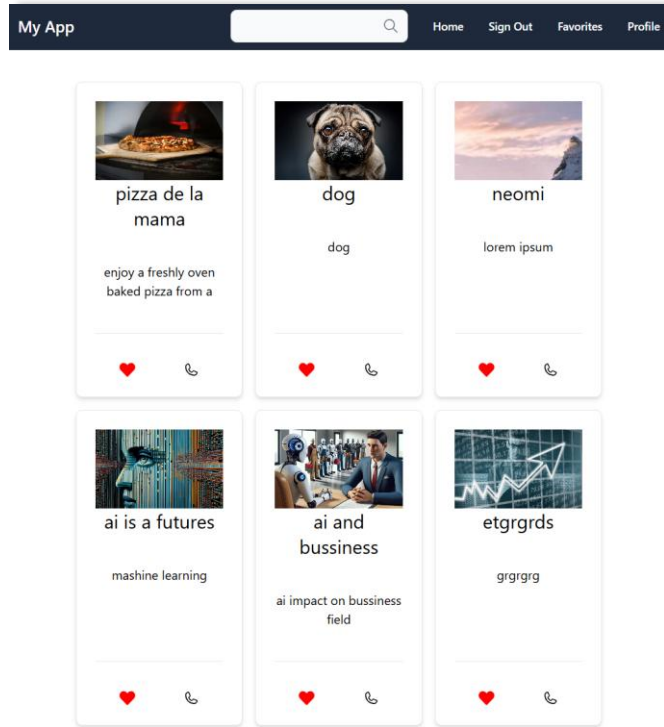 My App
Home
Sign Out
Favorites
Profile
pizza de la
mama
enjoy a freshly oven
baked pizza from a
dog
dog
neomi
lorem ipsum
ai is a futures
mashine learning
ai and
bussiness
ai impact on bussiness
field
etgrgrds
grgrgrg